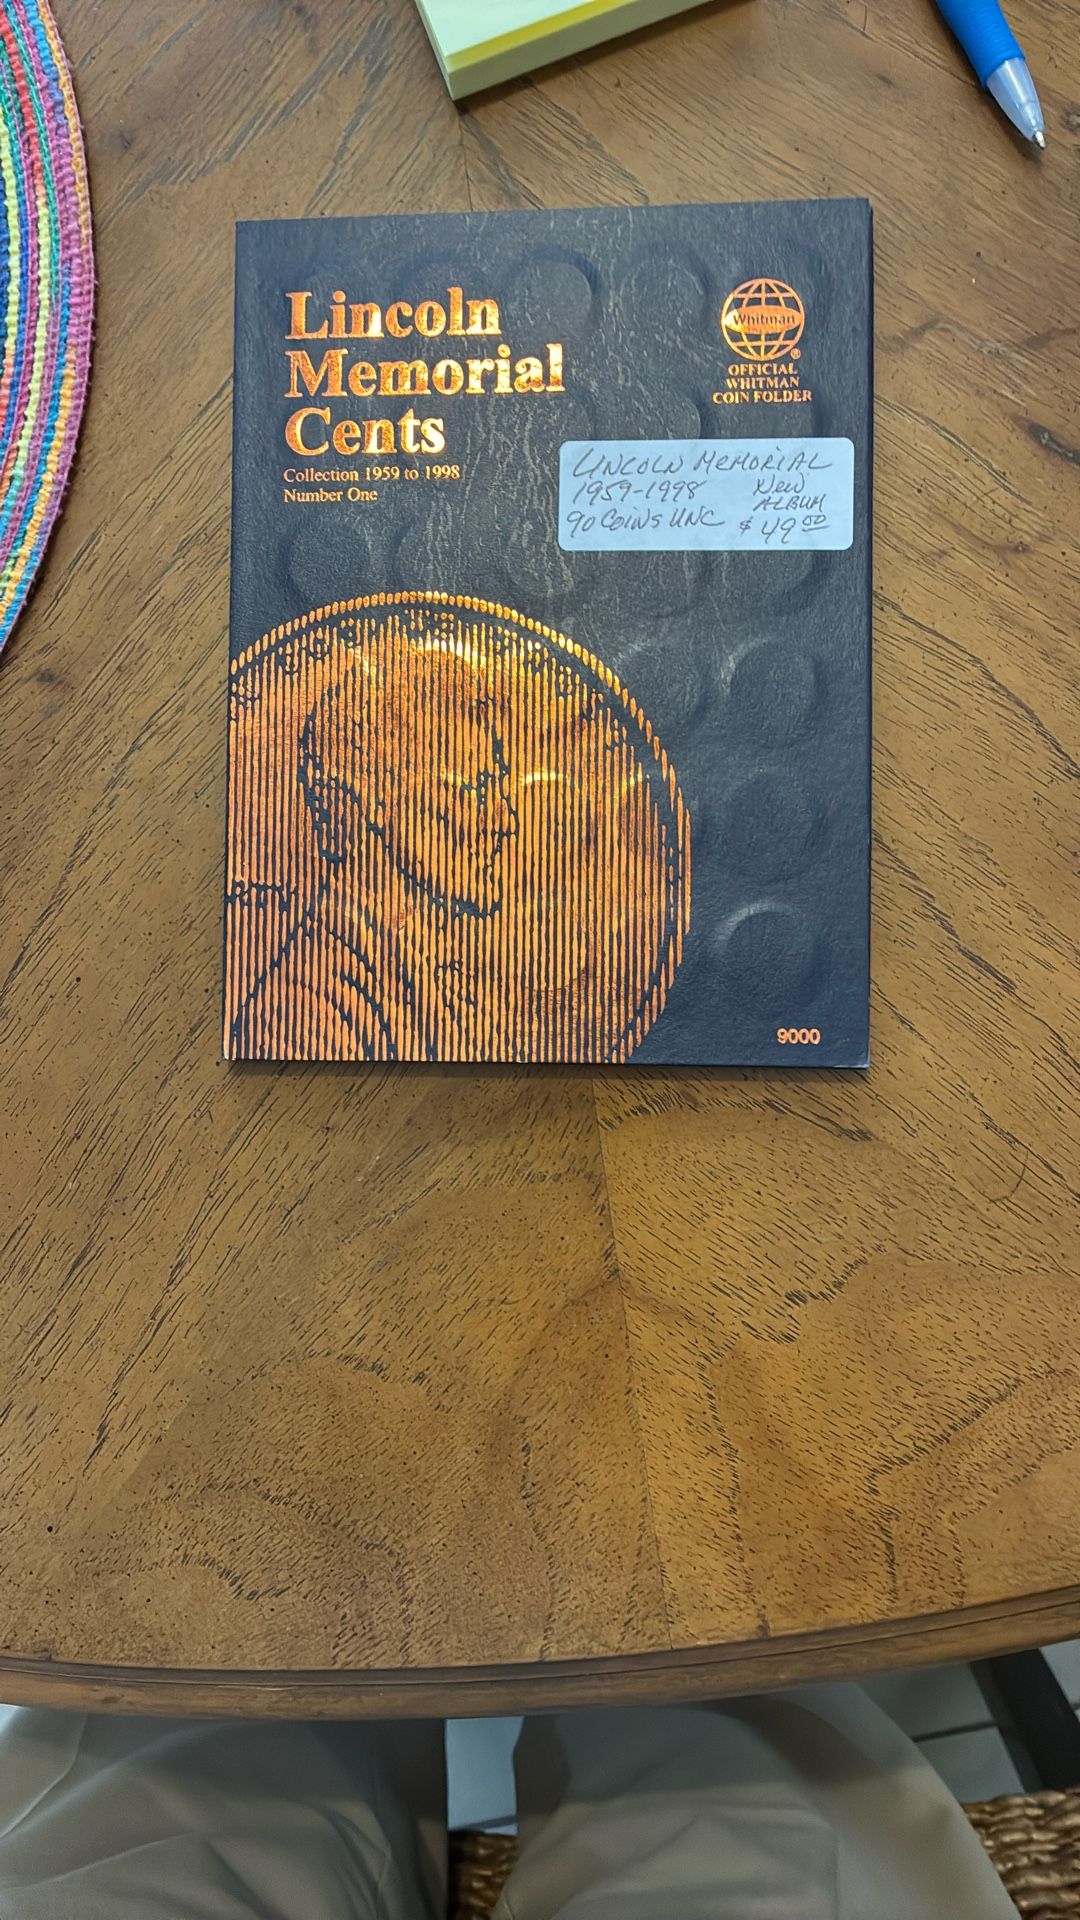 Lincoln
Memorial
Cents
Collection 1959 to 1998
Number One
Whitman
®
OFFICIAL
WHITMAN
COIN FOLDER
LINCOLN MEMORIAL
1959-1998 NEW
ALBUM
90 COINS UNC $49.00
9000